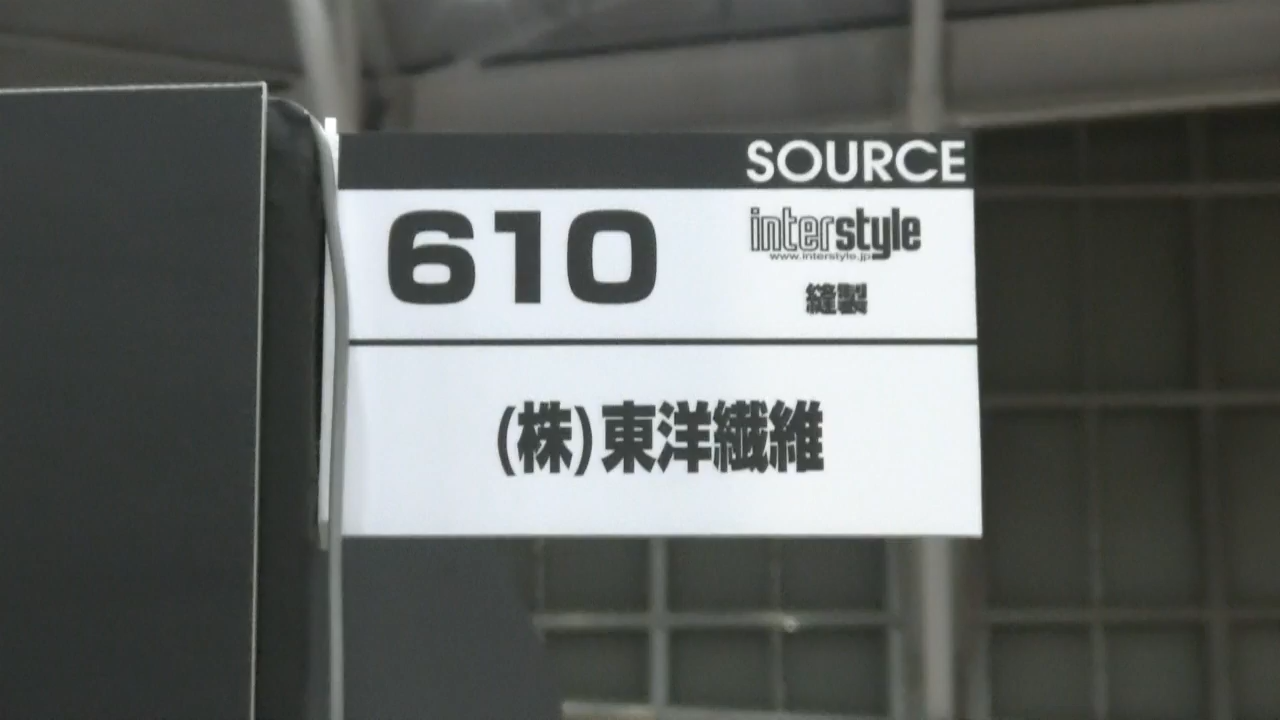 SOURCE
610
interstyle
www.interstyle.jp
縫製
(株)東洋繊維